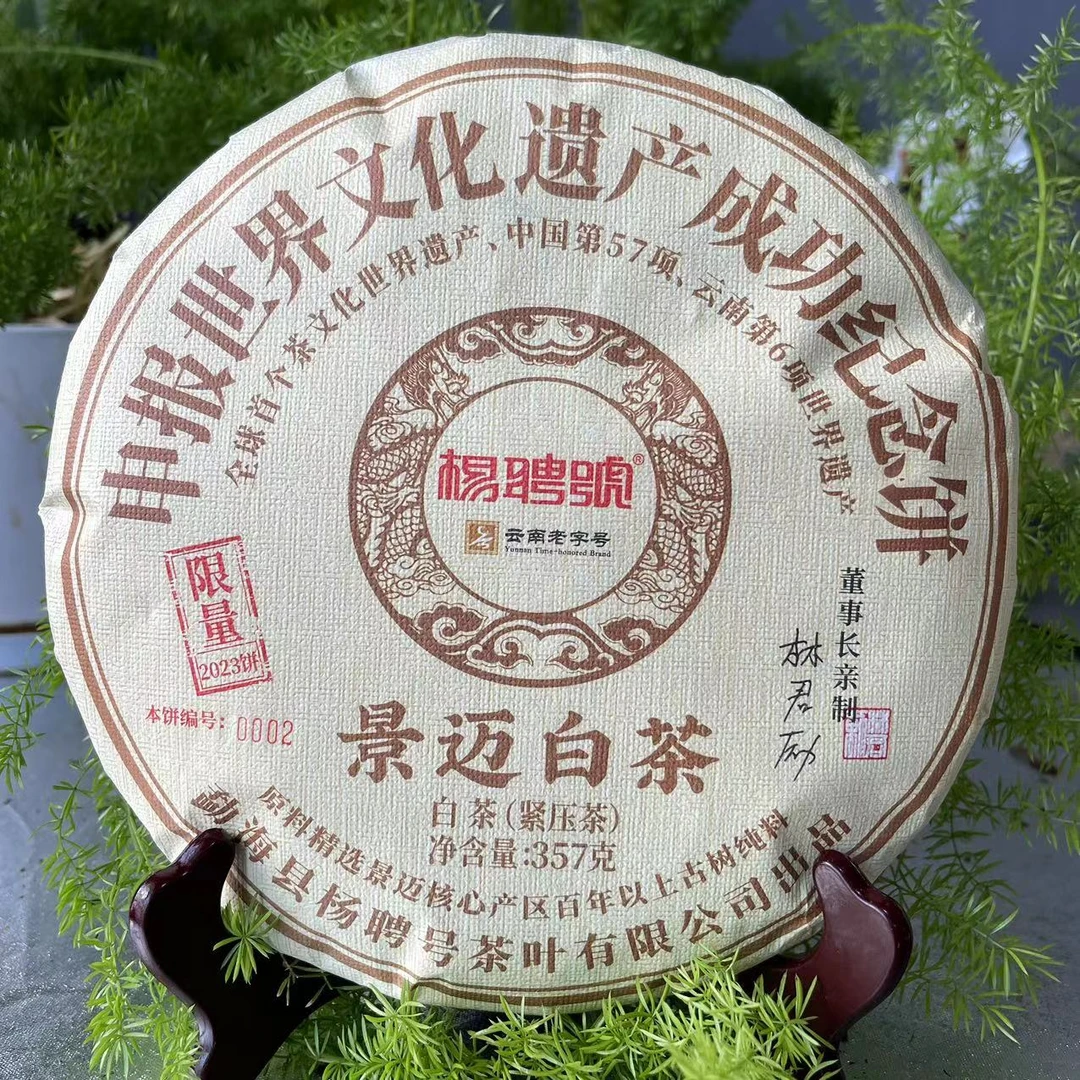 申报世界文化遗产成功纪念饼
全球首个茶文化世界遗产、中国第57项、云南第6项世界遗产
杨聘號®
云南老字号
Yunnan Time-honored Brand
限量
2023饼
本饼编号：0002
董事长亲制
林君励
景迈白茶
白茶（紧压茶）
净含量:357克
原料精选景迈核心产区百年以上古树纯料
勐海县杨聘号茶叶有限公司出品